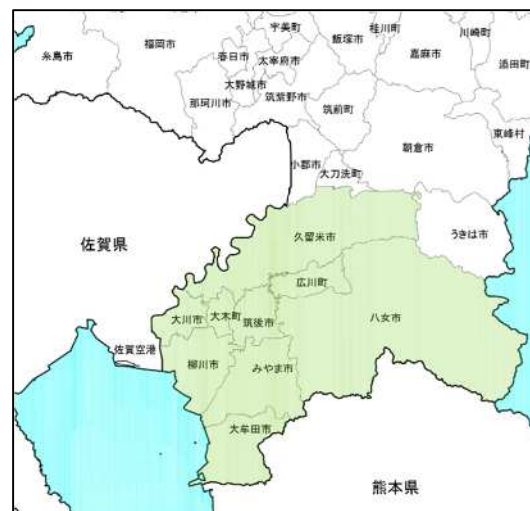 宇美町
飯塚市
桂川町
川崎町
糸島市
福岡市
春日市
太宰府市
嘉麻市
添田町
大野城市
那珂川市
筑紫野市
筑前町
東峰村
小郡市
大刀洗町
朝倉市
佐賀県
久留米市
うきは市
広川町
大川市
大木町
筑後市
八女市
佐賀空港
柳川市
みやま市
大牟田市
熊本県